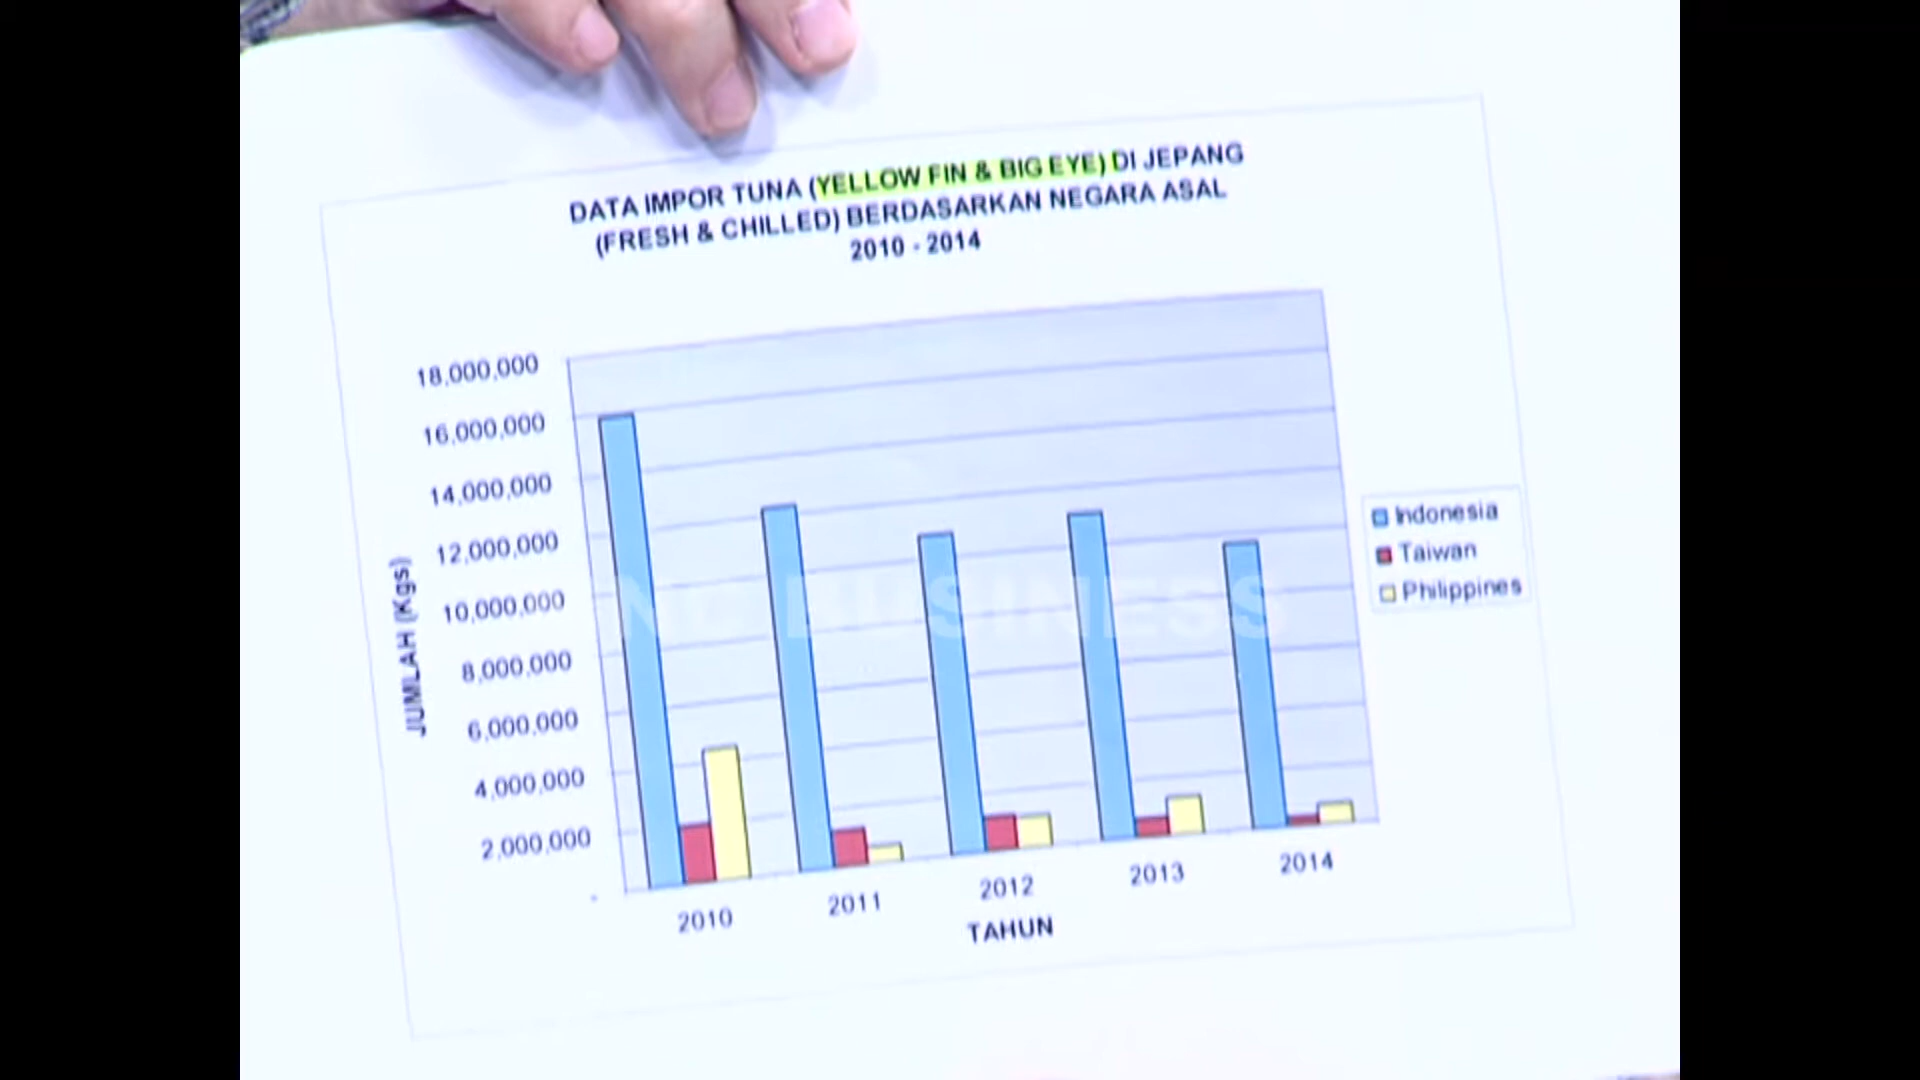 DATA IMPOR TUNA (YELLOW FIN & BIG EYE) DI JEPANG
(FRESH & CHILLED) BERDASARKAN NEGARA ASAL
2010 - 2014
18,000,000
16,000,000
14,000,000
12,000,000
10,000,000
8,000,000
6,000,000
4,000,000
2,000,000
-
JUMLAH (Kgs)
2010
2011
2012
2013
2014
TAHUN
Indonesia
Taiwan
Philippines
BUSINESS